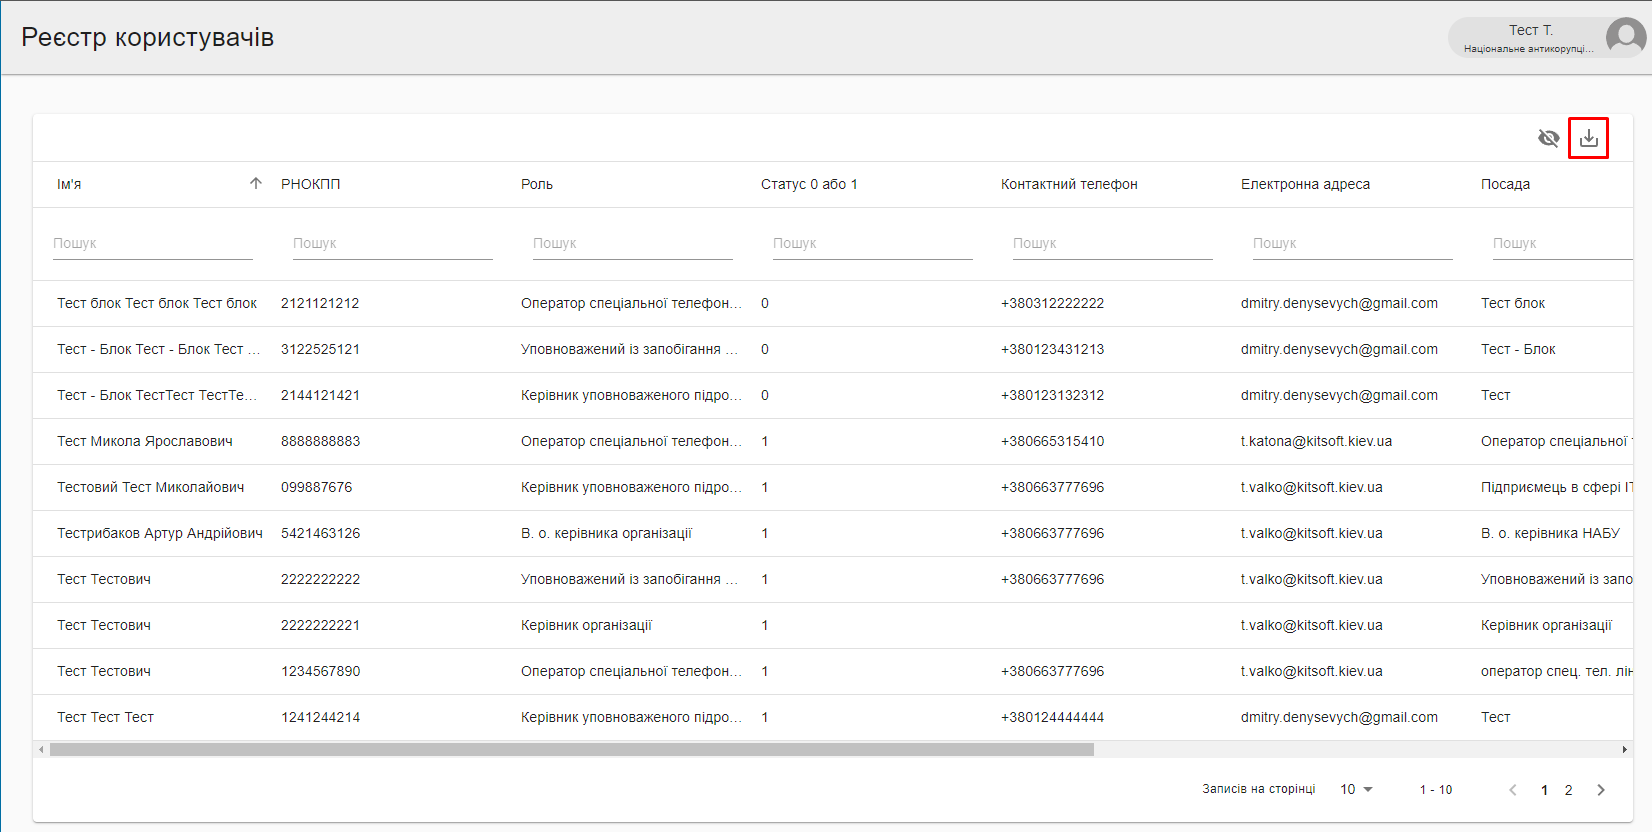 Реєстр користувачів
Тест Т.
Національне антикорупці...
Ім'я РНОКПП Роль Статус 0 або 1 Контактний телефон Електронна адреса Посада
Пошук Пошук Пошук Пошук Пошук Пошук Пошук
Тест блок Тест блок Тест блок 2121121212 Оператор спеціальної телефон... 0 +380312222222 dmitry.denysevych@gmail.com Тест блок
Тест - Блок Тест - Блок Тест ... 3122525121 Уповноважений із запобігання ... 0 +380123431213 dmitry.denysevych@gmail.com Тест - Блок
Тест - Блок ТестТест ТестТе... 2144121421 Керівник уповноваженого підро... 0 +380123132312 dmitry.denysevych@gmail.com Тест
Тест Микола Ярославович 8888888883 Оператор спеціальної телефон... 1 +380665315410 t.katona@kitsoft.kiev.ua Оператор спеціальної
Тестовий Тест Миколайович 099887676 Керівник уповноваженого підро... 1 +380663777696 t.valko@kitsoft.kiev.ua Підприємець в сфері ІТ
Тестрибаков Артур Андрійович 5421463126 В. о. керівника організації 1 +380663777696 t.valko@kitsoft.kiev.ua В. о. керівника НАБУ
Тест Тестович 2222222222 Уповноважений із запобігання ... 1 +380663777696 t.valko@kitsoft.kiev.ua Уповноважений із запо
Тест Тестович 2222222221 Керівник організації 1 t.valko@kitsoft.kiev.ua Керівник організації
Тест Тестович 1234567890 Оператор спеціальної телефон... 1 +380663777696 t.valko@kitsoft.kiev.ua оператор спец. тел. лін
Тест Тест Тест 1241244214 Керівник уповноваженого підро... 1 +380124444444 dmitry.denysevych@gmail.com Тест
Записів на сторінці 10 1 - 10 1 2